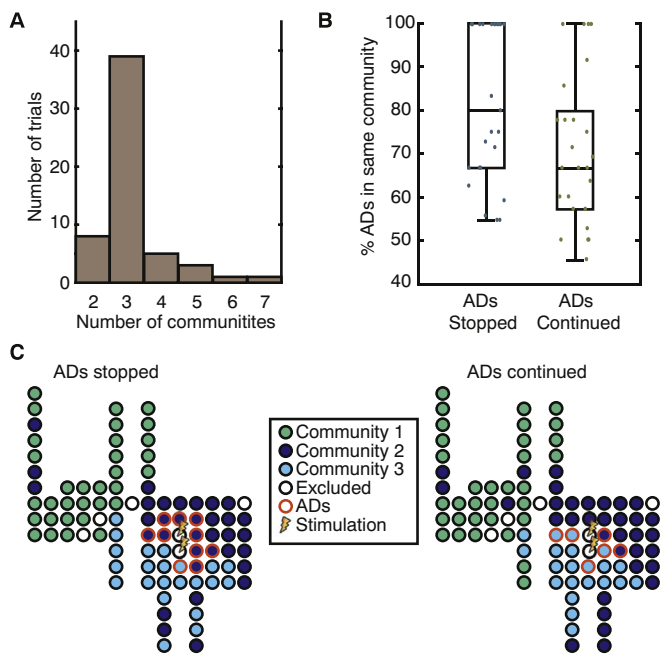 A
Number of trials
40
30
20
10
0
2 3 4 5 6 7
Number of communitites
B
% ADs in same community
100
90
80
70
60
50
40
ADs Stopped
ADs Continued
C
ADs stopped
ADs continued
Community 1
Community 2
Community 3
Excluded
ADs
Stimulation